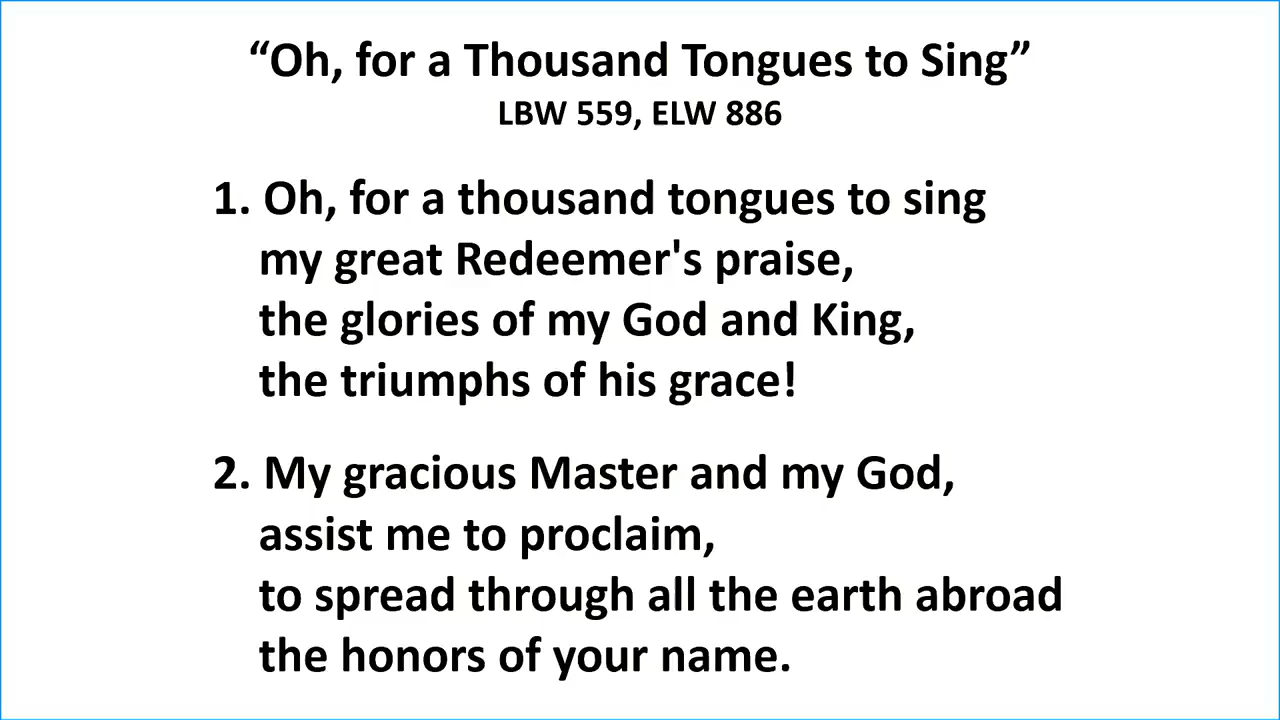 “Oh, for a Thousand Tongues to Sing”
LBW 559, ELW 886
1. Oh, for a thousand tongues to sing
my great Redeemer's praise,
the glories of my God and King,
the triumphs of his grace!
2. My gracious Master and my God,
assist me to proclaim,
to spread through all the earth abroad
the honors of your name.